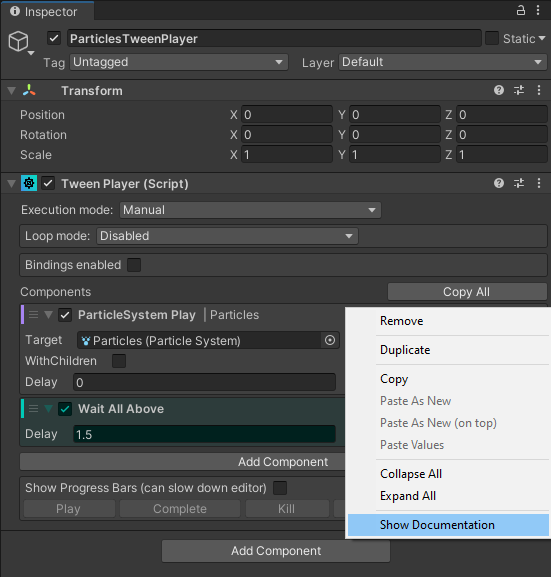 Inspector
ParticlesTweenPlayer Static
Tag Untagged Layer Default
Transform
Position X 0 Y 0 Z 0
Rotation X 0 Y 0 Z 0
Scale X 1 Y 1 Z 1
Tween Player (Script)
Execution mode: Manual
Loop mode: Disabled
Bindings enabled
Components Copy All
ParticleSystem Play | Particles
Target Particles (Particle System)
WithChildren
Delay 0
Wait All Above
Delay 1.5
Add Component
Show Progress Bars (can slow down editor)
Play Complete Kill
Add Component
Remove
Duplicate
Copy
Paste As New
Paste As New (on top)
Paste Values
Collapse All
Expand All
Show Documentation